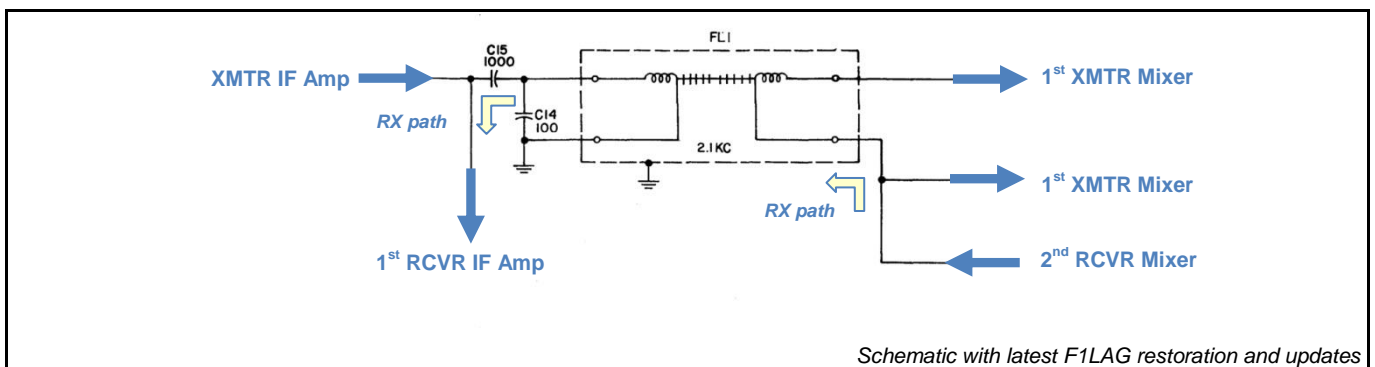 FL1
C15
1000
XMTR IF Amp
1st XMTR Mixer
RX path
C14
100
2.1KC
1st XMTR Mixer
RX path
1st RCVR IF Amp
2nd RCVR Mixer
Schematic with latest F1LAG restoration and updates